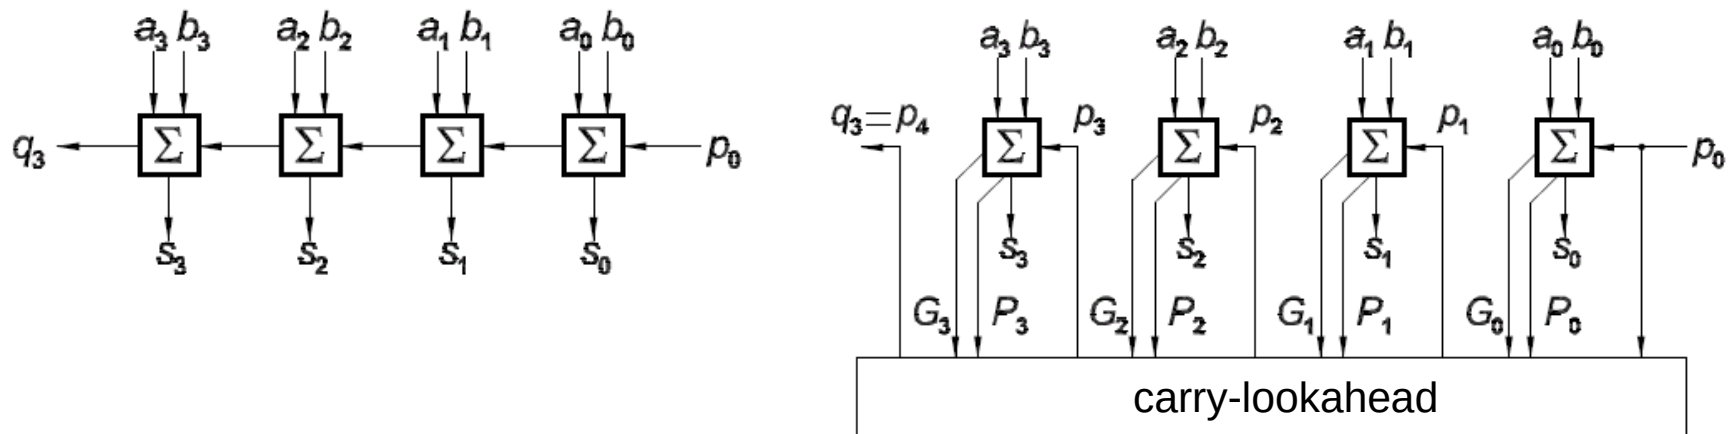 a₃ b₃ a₂ b₂ a₁ b₁ a₀ b₀
q₃ Σ Σ Σ Σ p₀
s₃ s₂ s₁ s₀
a₃ b₃ a₂ b₂ a₁ b₁ a₀ b₀
q₃=p₄ Σ p₃ Σ p₂ Σ p₁ Σ p₀
s₃ s₂ s₁ s₀
G₃ P₃ G₂ P₂ G₁ P₁ G₀ P₀
carry-lookahead